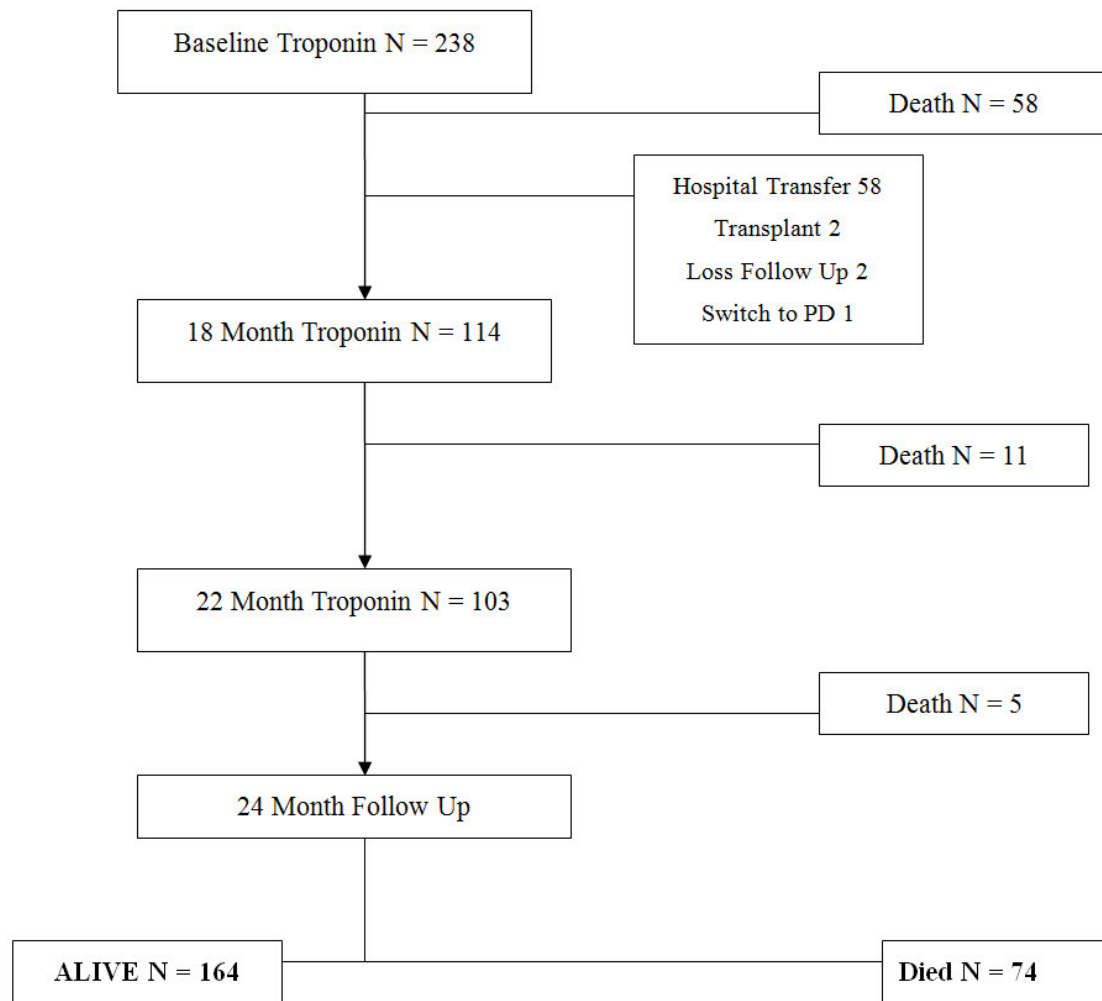 Baseline Troponin N = 238
Death N = 58
Hospital Transfer 58
Transplant 2
Loss Follow Up 2
Switch to PD 1
18 Month Troponin N = 114
Death N = 11
22 Month Troponin N = 103
Death N = 5
24 Month Follow Up
ALIVE N = 164
Died N = 74